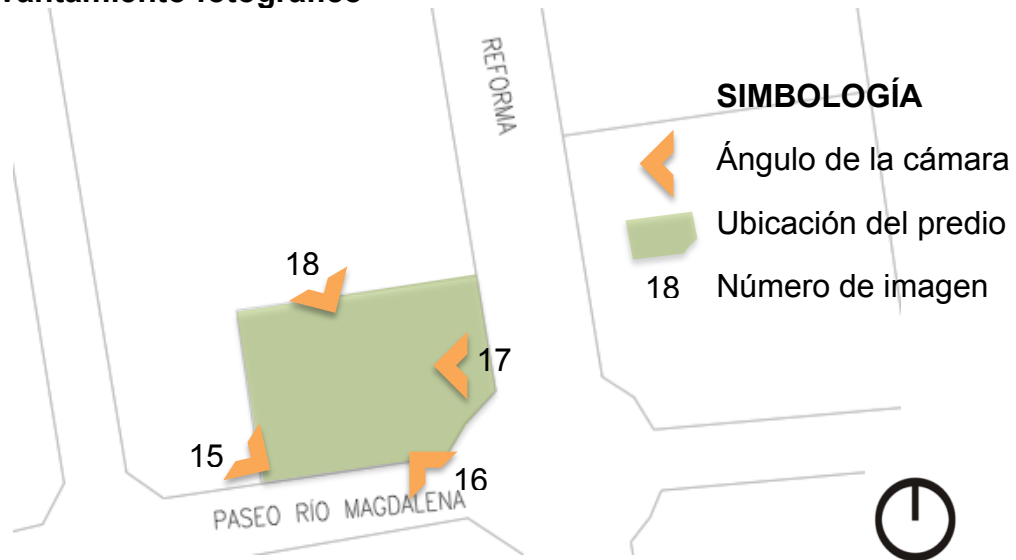 REFORMA
SIMBOLOGÍA
Ángulo de la cámara
Ubicación del predio
18 Número de imagen
18
17
15
16
PASEO RÍO MAGDALENA